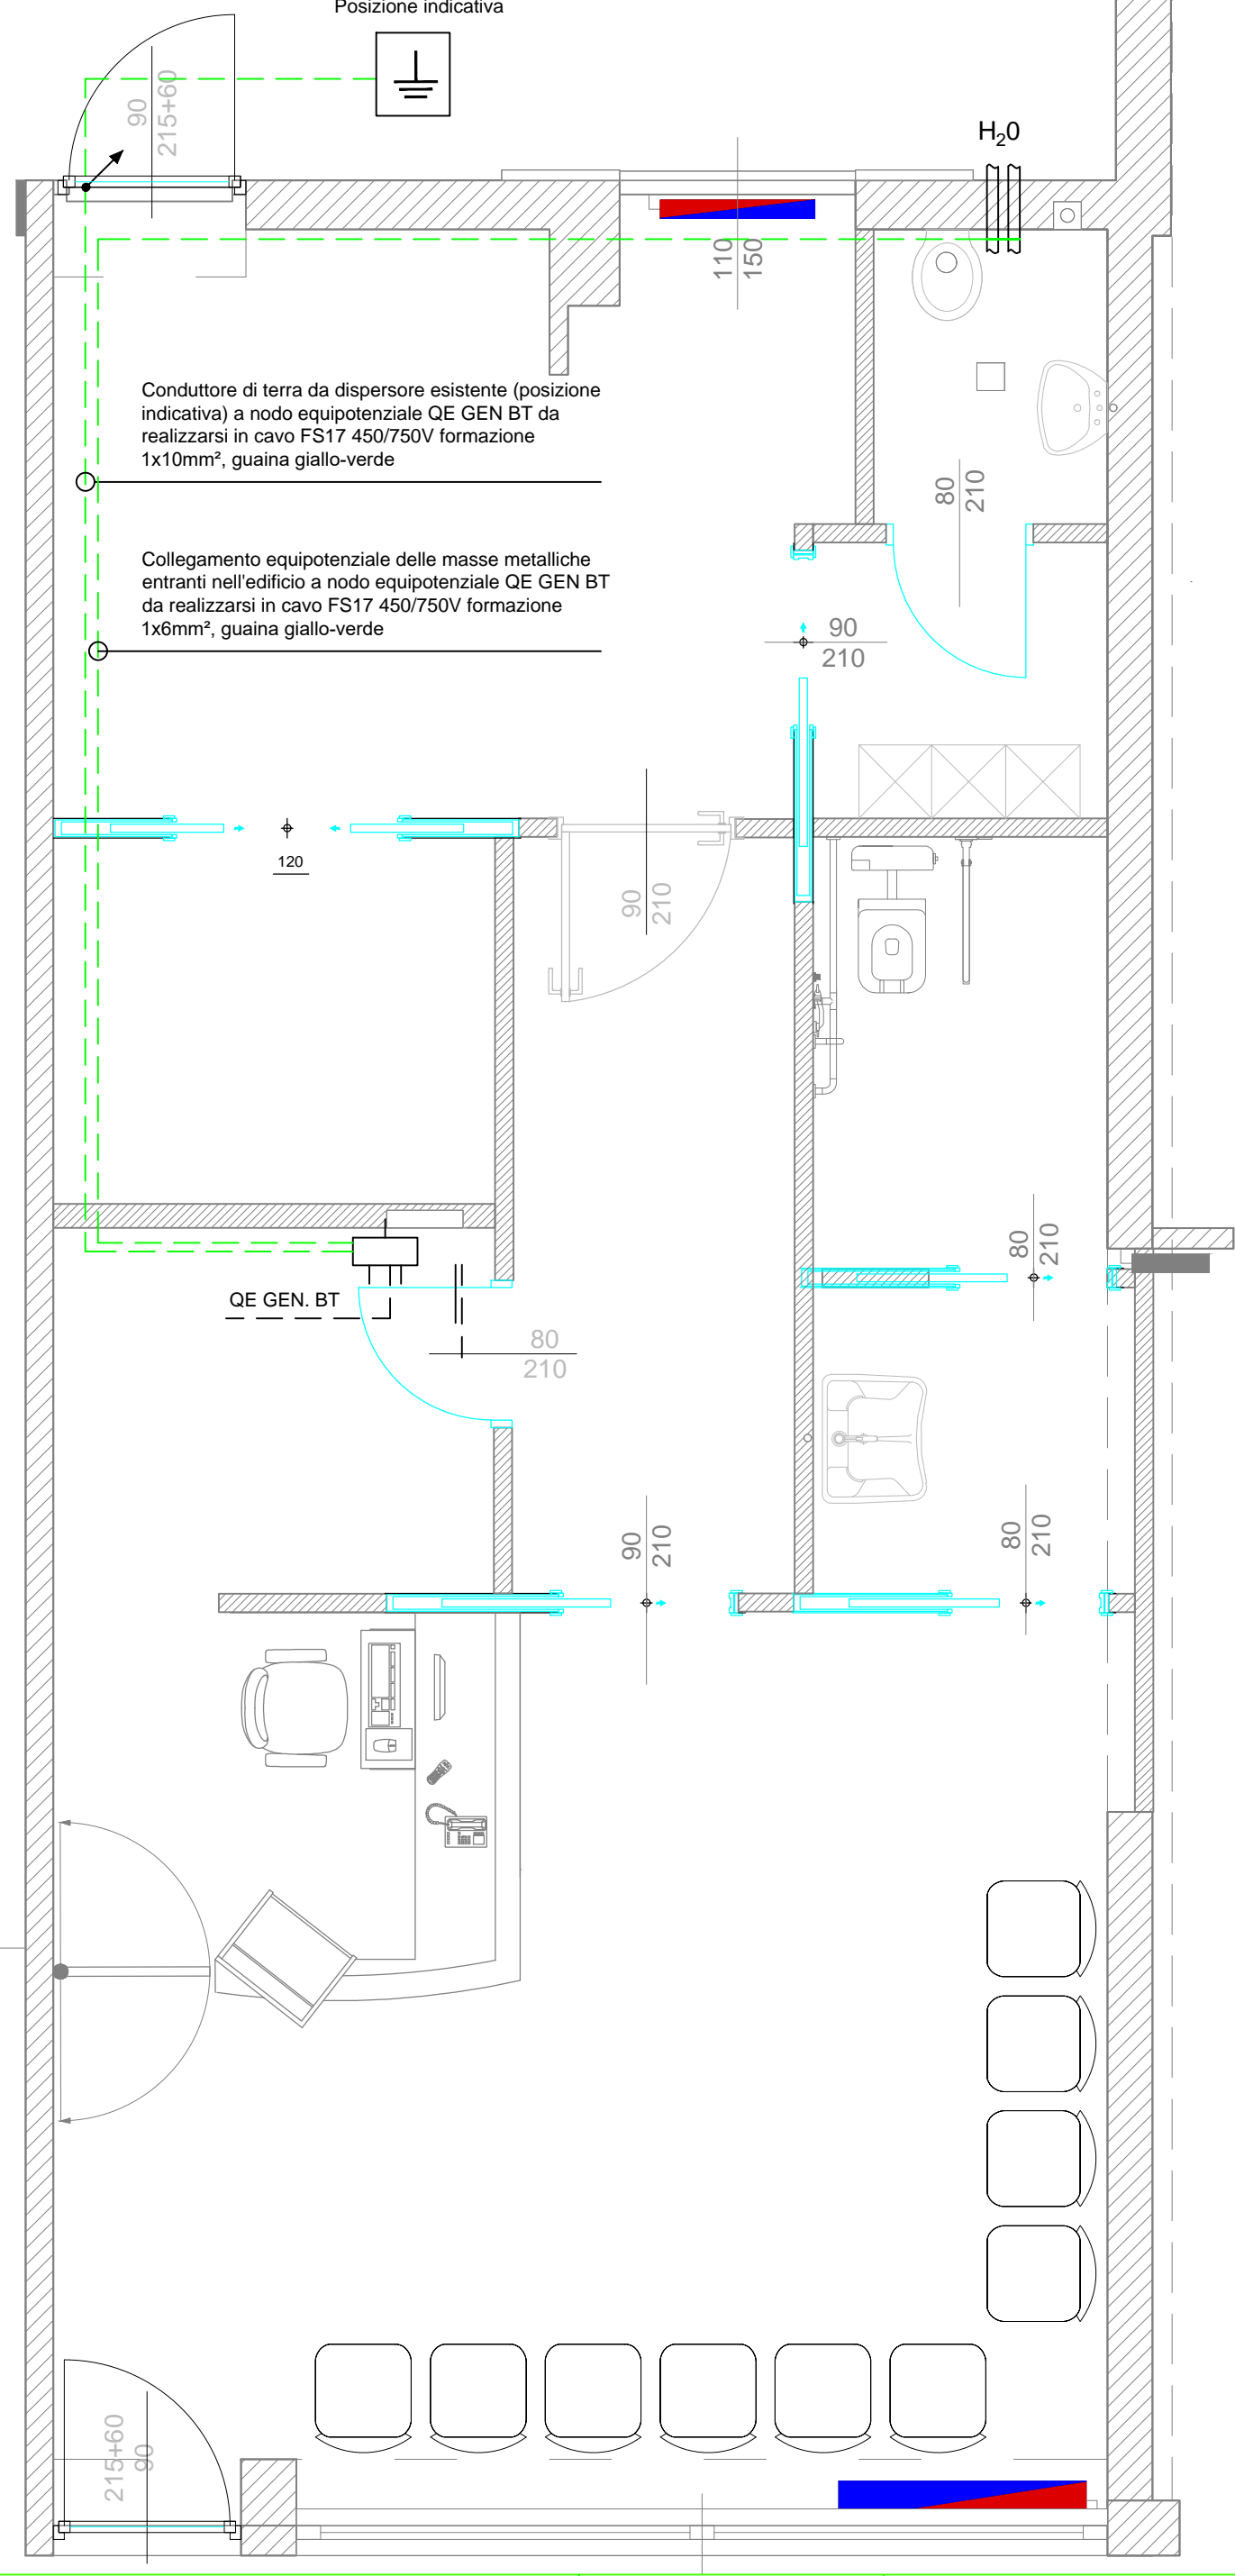 Posizione indicativa
90
215+60
H₂0
110
150
Conduttore di terra da dispersore esistente (posizione
indicativa) a nodo equipotenziale QE GEN BT da
realizzarsi in cavo FS17 450/750V formazione
1x10mm², guaina giallo-verde
80
210
Collegamento equipotenziale delle masse metalliche
entranti nell'edificio a nodo equipotenziale QE GEN BT
da realizzarsi in cavo FS17 450/750V formazione
1x6mm², guaina giallo-verde
90
210
120
90
210
80
210
QE GEN. BT
80
210
90
210
80
210
215+60
90